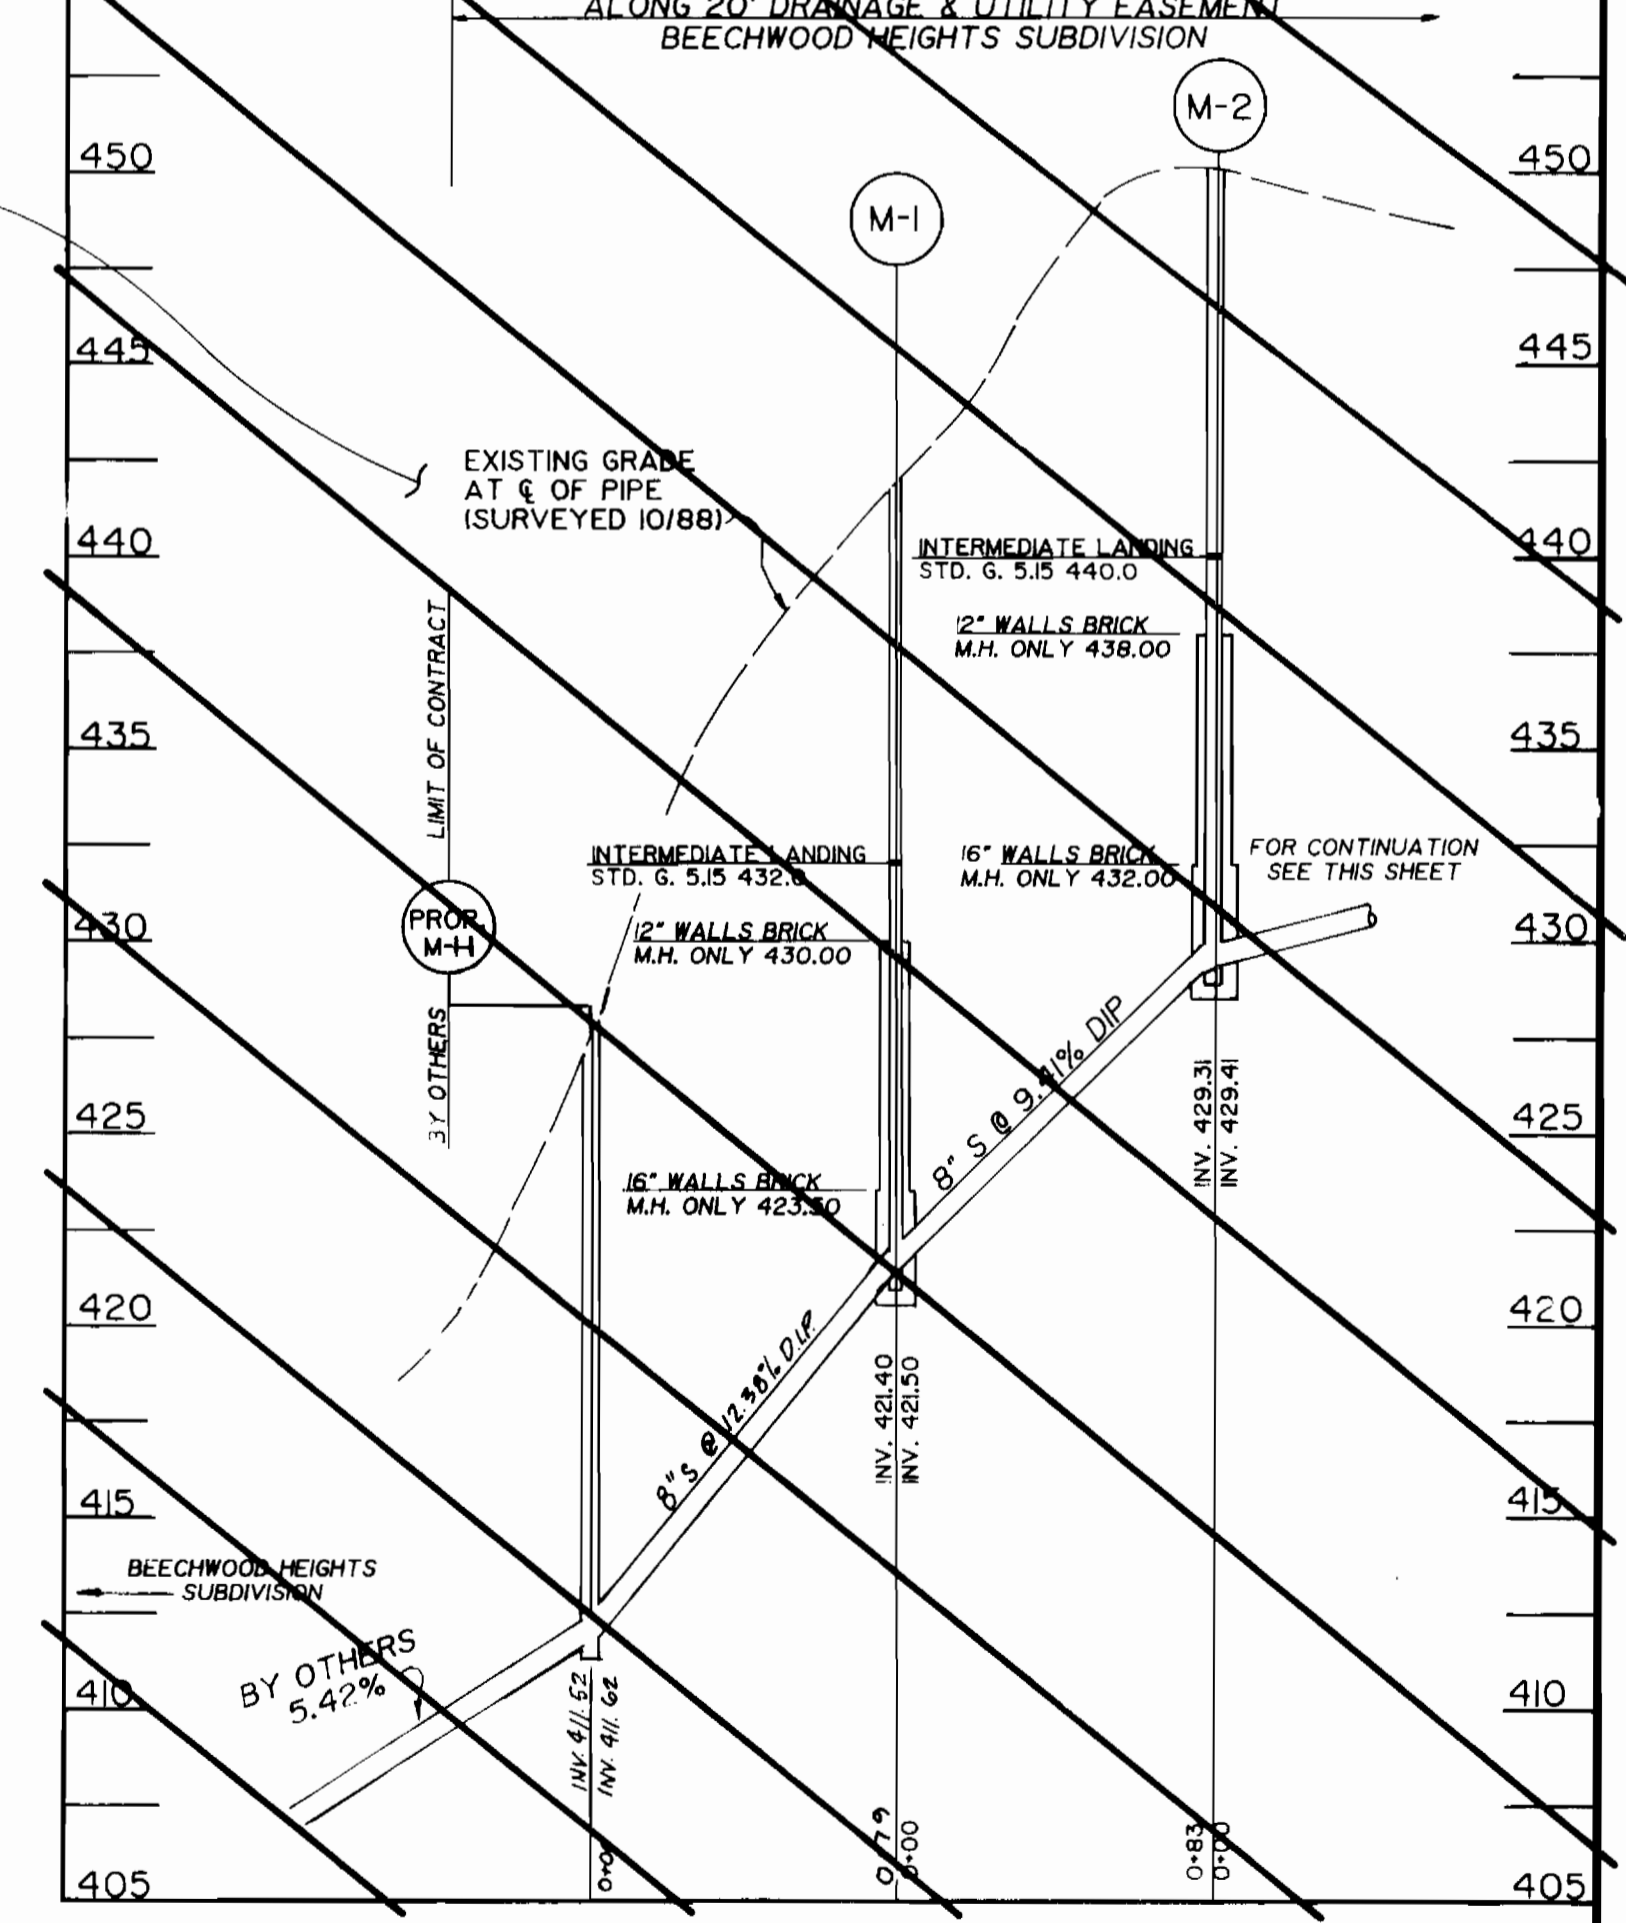 ALONG 20' DRAINAGE & UTILITY EASEMENT
BEECHWOOD HEIGHTS SUBDIVISION
M-2
M-1
450
450
445
445
EXISTING GRADE
AT ℄ OF PIPE
(SURVEYED 10/88)
440
INTERMEDIATE LANDING
STD. G. 5.15 440.0
440
12" WALLS BRICK
M.H. ONLY 438.00
LIMIT OF CONTRACT
435
435
INTERMEDIATE LANDING
STD. G. 5.15 432.0
16" WALLS BRICK
M.H. ONLY 432.00
FOR CONTINUATION
SEE THIS SHEET
430
PROP.
M-H
12" WALLS BRICK
M.H. ONLY 430.00
430
BY OTHERS
8" S @ 9.41% DIP
INV. 429.31
INV. 429.41
425
425
16" WALLS BRICK
M.H. ONLY 423.50
420
420
8" S @ 12.38% D.I.P.
INV. 421.40
INV. 421.50
415
415
BEECHWOOD HEIGHTS
SUBDIVISION
BY OTHERS
5.42%
410
410
INV. 411.52
INV. 411.62
0+79
0+00
0+83
0+00
405
405